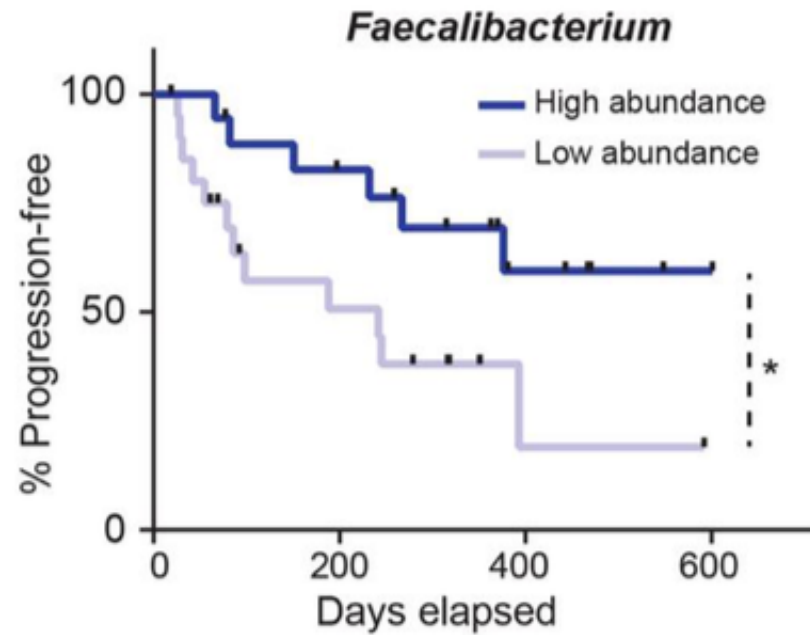 Faecalibacterium
High abundance
Low abundance
% Progression-free
100
50
0
*
0 200 400 600
Days elapsed